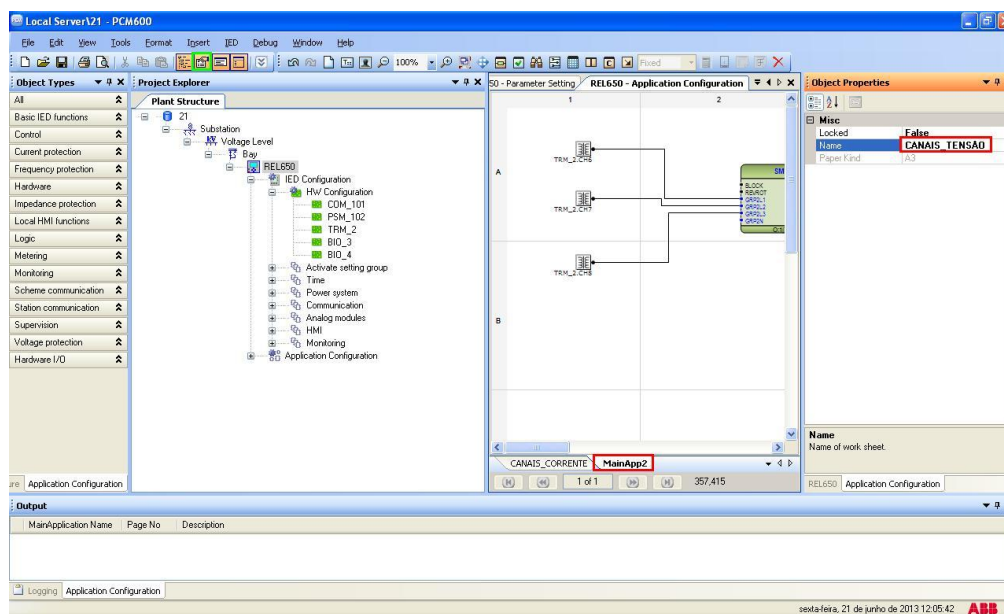 Local Server\21 - PCM600
File Edit View Tools Format Insert IED Debug Window Help
100%
Fixed
Object Types
All
Basic IED functions
Control
Current protection
Frequency protection
Hardware
Impedance protection
Local HMI functions
Logic
Metering
Monitoring
Scheme communication
Station communication
Supervision
Voltage protection
Hardware I/O
Application Configuration
Project Explorer
Plant Structure
21
Substation
Voltage Level
Bay
REL650
IED Configuration
HW Configuration
COM_101
PSM_102
TRM_2
BIO_3
BIO_4
Activate setting group
Time
Power system
Communication
Analog modules
HMI
Monitoring
Application Configuration
50 - Parameter Setting REL650 - Application Configuration
1 2
A
B
TRM_2.CH6
TRM_2.CH7
TRM_2.CH8
SM
BLOCK
REVROT
GRP2L1
GRP2L2
GRP2L3
GRP2N
CANAIS_CORRENTE MainApp2
1 of 1 357,415
Object Properties
Misc
Locked False
Name CANAIS_TENSÃO
Paper Kind A3
Name
Name of work sheet.
REL650 Application Configuration
Output
MainApplication Name Page No Description
Logging Application Configuration
sexta-feira, 21 de junho de 2013 12:05:42 ABB